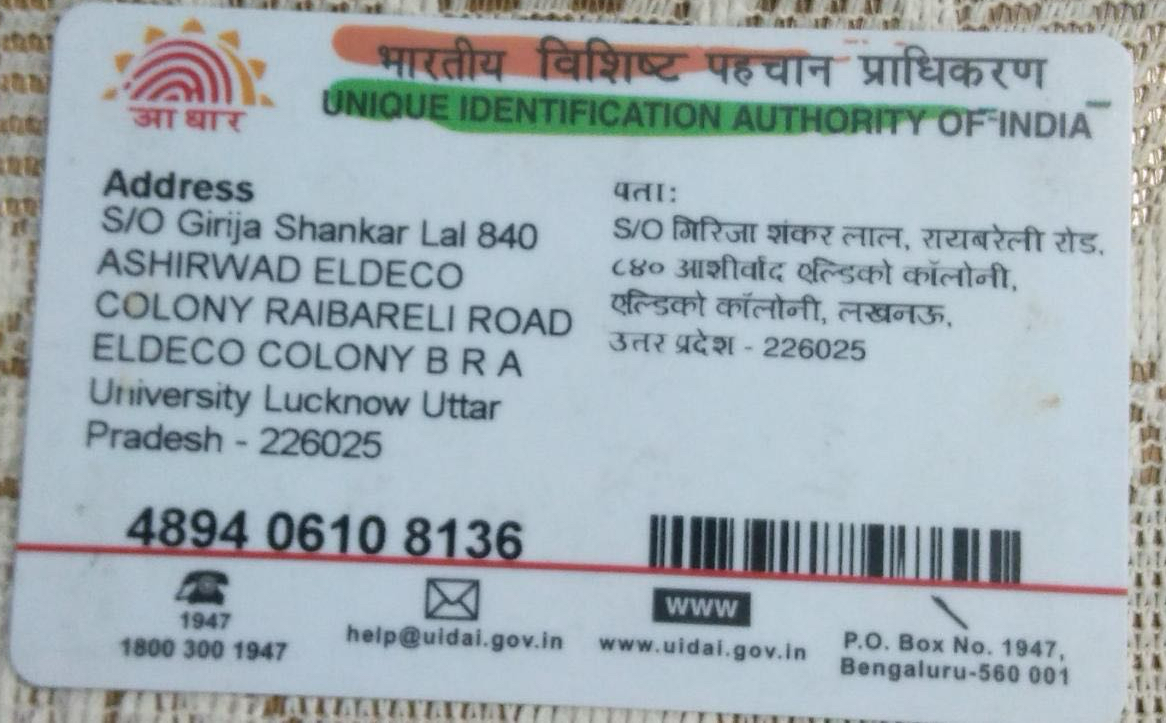 आधार
भारतीय विशिष्ट पहचान प्राधिकरण
UNIQUE IDENTIFICATION AUTHORITY OF INDIA
Address
S/O Girija Shankar Lal 840
ASHIRWAD ELDECO
COLONY RAIBARELI ROAD
ELDECO COLONY B R A
University Lucknow Uttar
Pradesh - 226025
पता:
S/O गिरिजा शंकर लाल, रायबरेली रोड,
८४० आशीर्वाद एल्डिको कॉलोनी,
एल्डिको कॉलोनी, लखनऊ,
उत्तर प्रदेश - 226025
4894 0610 8136
1947
1800 300 1947
help@uidai.gov.in
WWW
www.uidai.gov.in
P.O. Box No. 1947,
Bengaluru-560 001